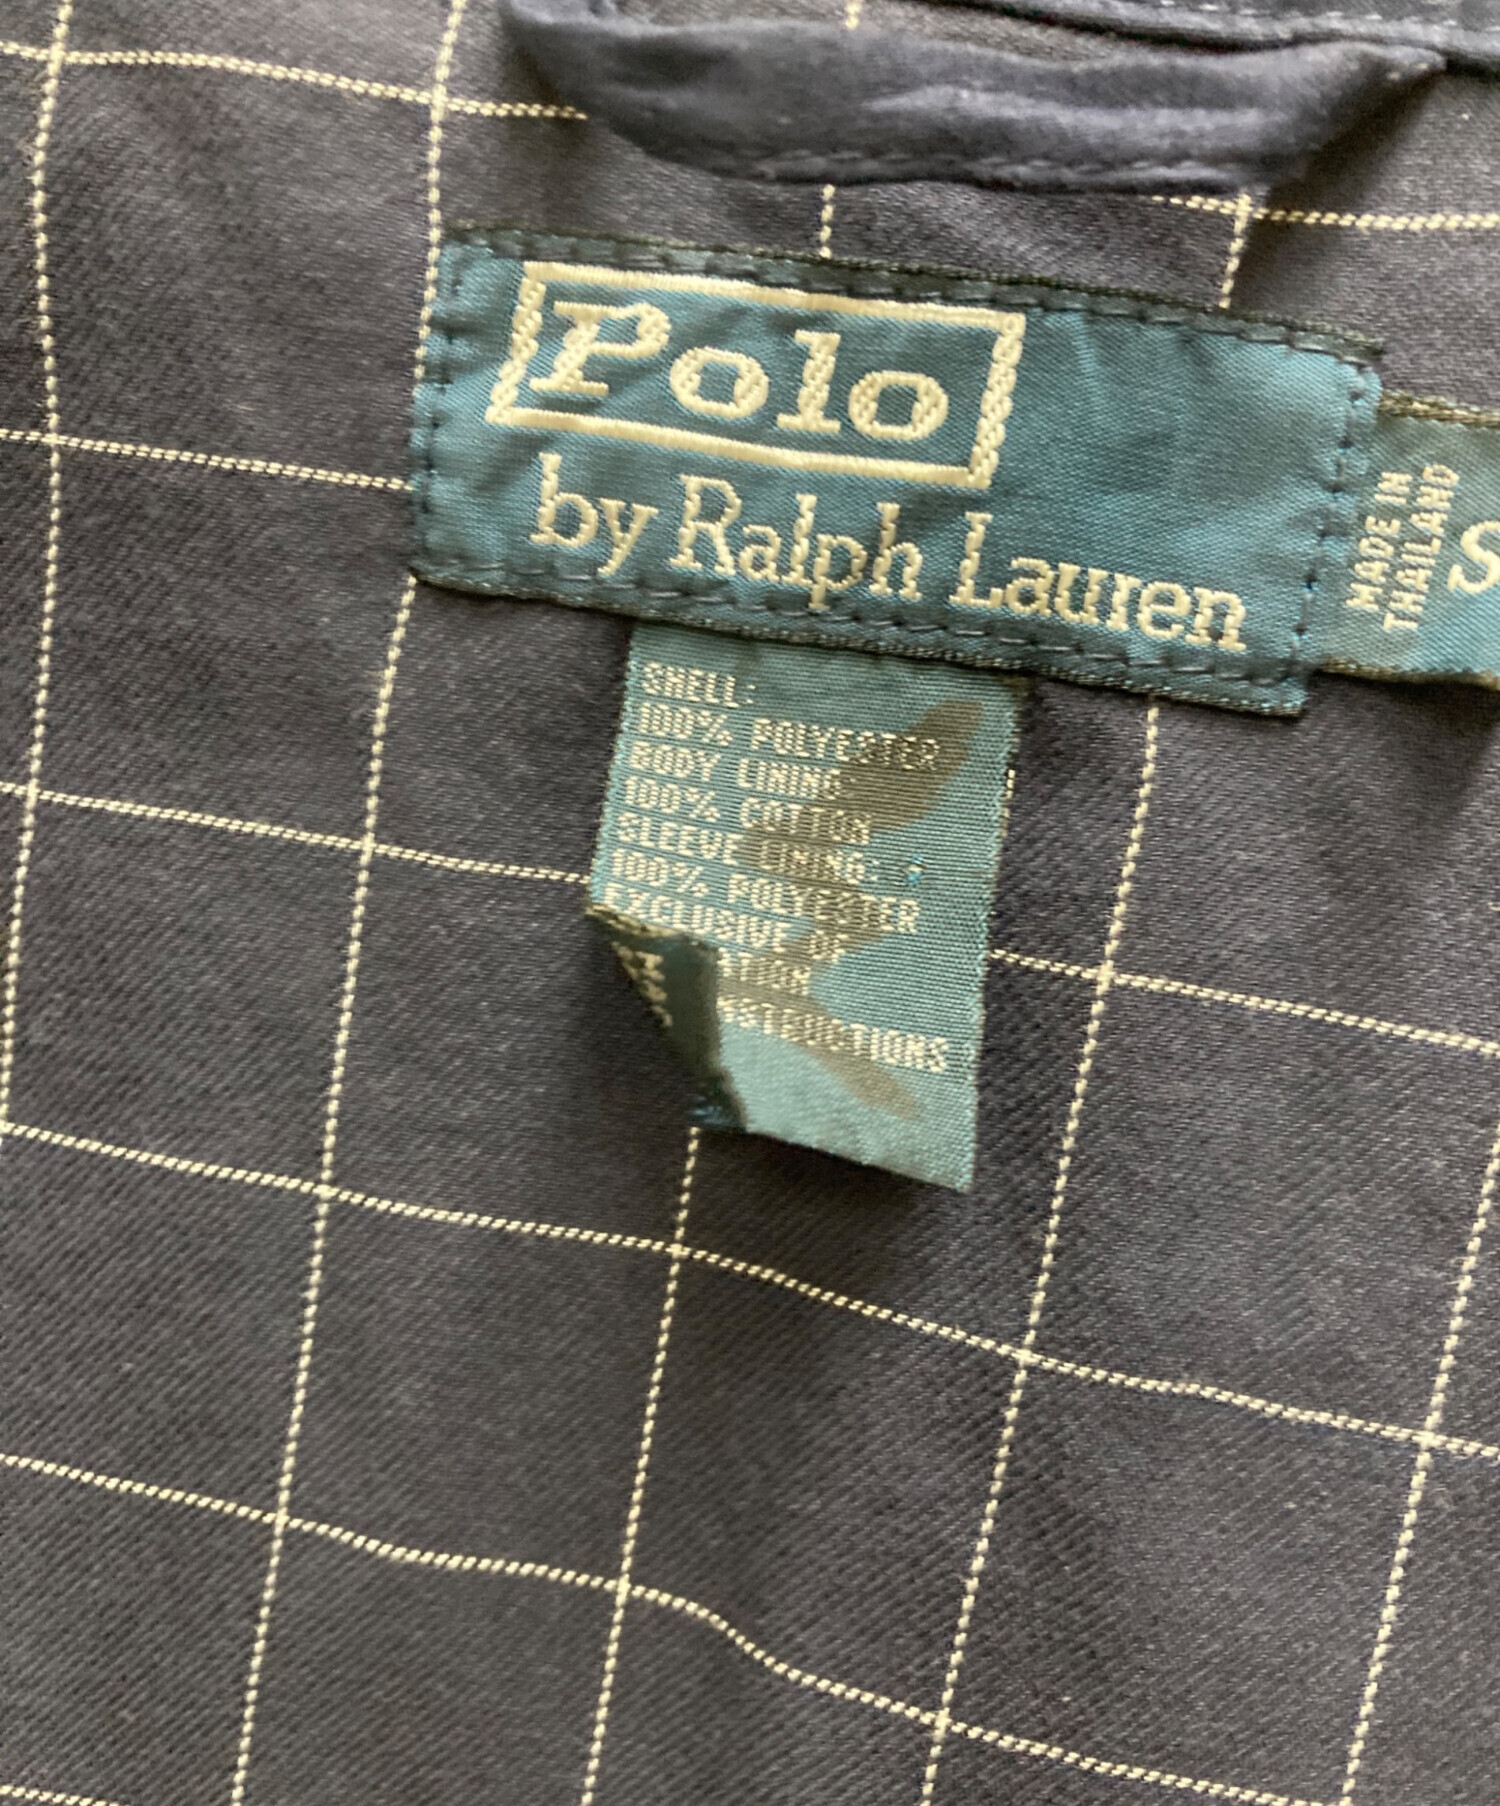 Polo
by Ralph Lauren
MADE IN
THAILAND
S
SHELL:
100% POLYESTER
BODY LINING
100% COTTON
SLEEVE LINING:
100% POLYESTER
EXCLUSIVE OF